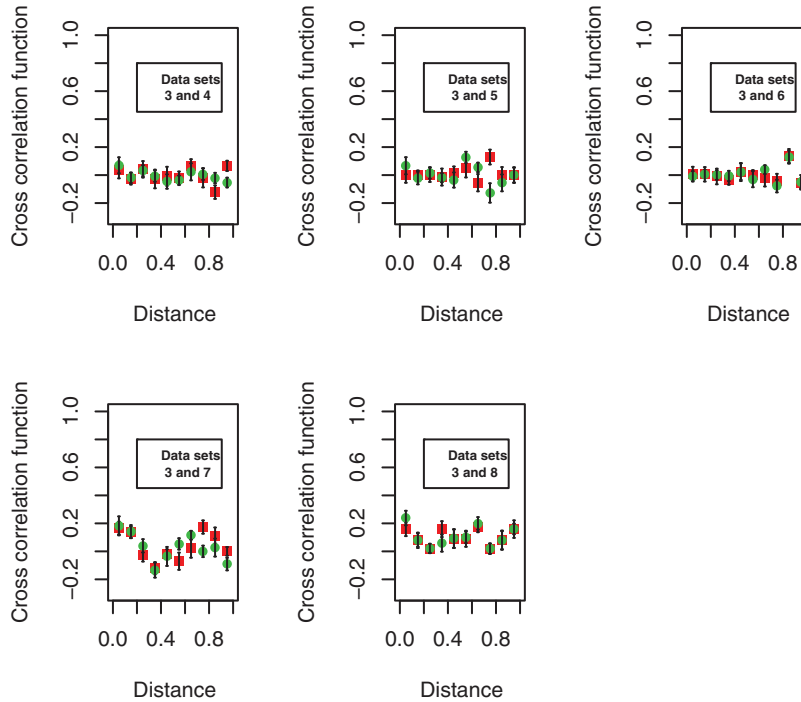 Cross correlation function
1.0
0.6
0.2
−0.2
Data sets
3 and 4
0.0 0.4 0.8
Distance
Cross correlation function
1.0
0.6
0.2
−0.2
Data sets
3 and 5
0.0 0.4 0.8
Distance
Cross correlation function
1.0
0.6
0.2
−0.2
Data sets
3 and 6
0.0 0.4 0.8
Distance
Cross correlation function
1.0
0.6
0.2
−0.2
Data sets
3 and 7
0.0 0.4 0.8
Distance
Cross correlation function
1.0
0.6
0.2
−0.2
Data sets
3 and 8
0.0 0.4 0.8
Distance